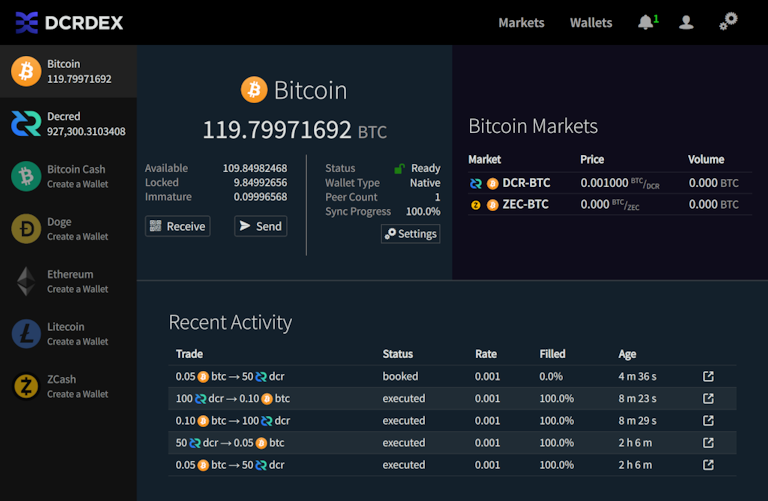 DCRDEX
Markets Wallets 1
Bitcoin
119.79971692
Decred
927,300.3103408
Bitcoin Cash
Create a Wallet
Doge
Create a Wallet
Ethereum
Create a Wallet
Litecoin
Create a Wallet
ZCash
Create a Wallet
Bitcoin
119.79971692 BTC
Available 109.84982468
Locked 9.84992656
Immature 0.09996568
Receive Send
Status Ready
Wallet Type Native
Peer Count 1
Sync Progress 100.0%
Settings
Bitcoin Markets
Market Price Volume
DCR-BTC 0.001000 BTC/DCR 0.000 BTC
ZEC-BTC 0.000 BTC/ZEC 0.000 BTC
Recent Activity
Trade Status Rate Filled Age
0.05 btc → 50 dcr booked 0.001 0.0% 4 m 36 s
100 dcr → 0.10 btc executed 0.001 100.0% 8 m 23 s
0.10 btc → 100 dcr executed 0.001 100.0% 8 m 29 s
50 dcr → 0.05 btc executed 0.001 100.0% 2 h 6 m
0.05 btc → 50 dcr executed 0.001 100.0% 2 h 6 m